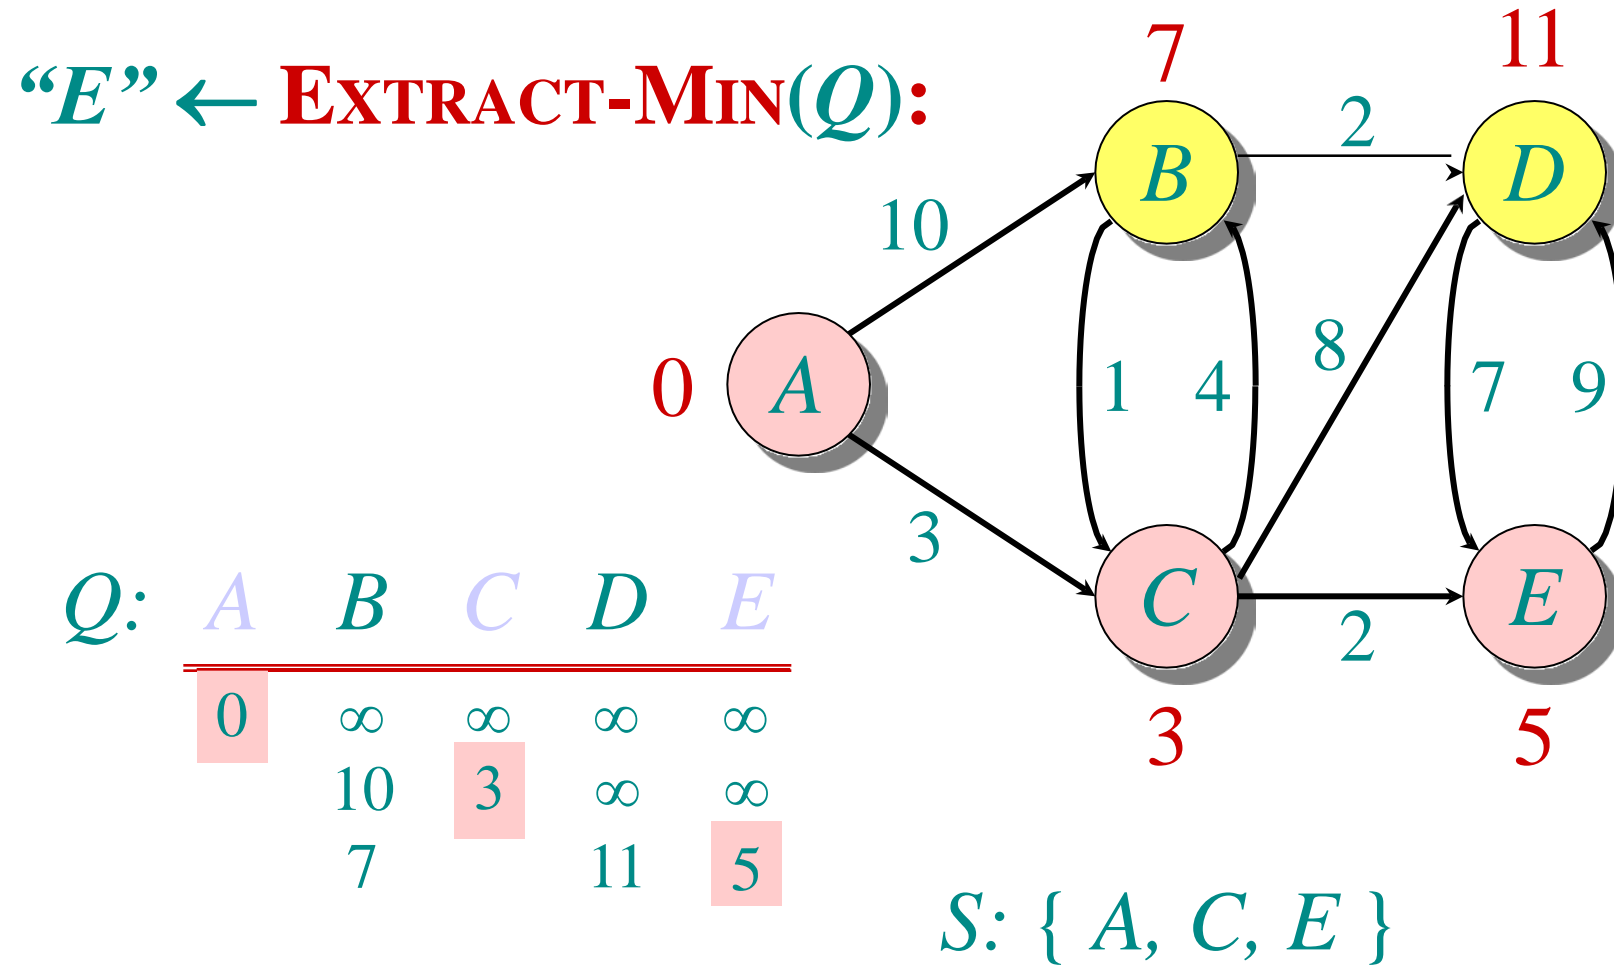 “E” ← EXTRACT-MIN(Q):
7
11
2
B
D
10
8
0
A
1
4
7
9
3
C
E
2
3
5
Q: A B C D E
0 ∞ ∞ ∞ ∞
10 3 ∞ ∞
7 11 5
S: { A, C, E }